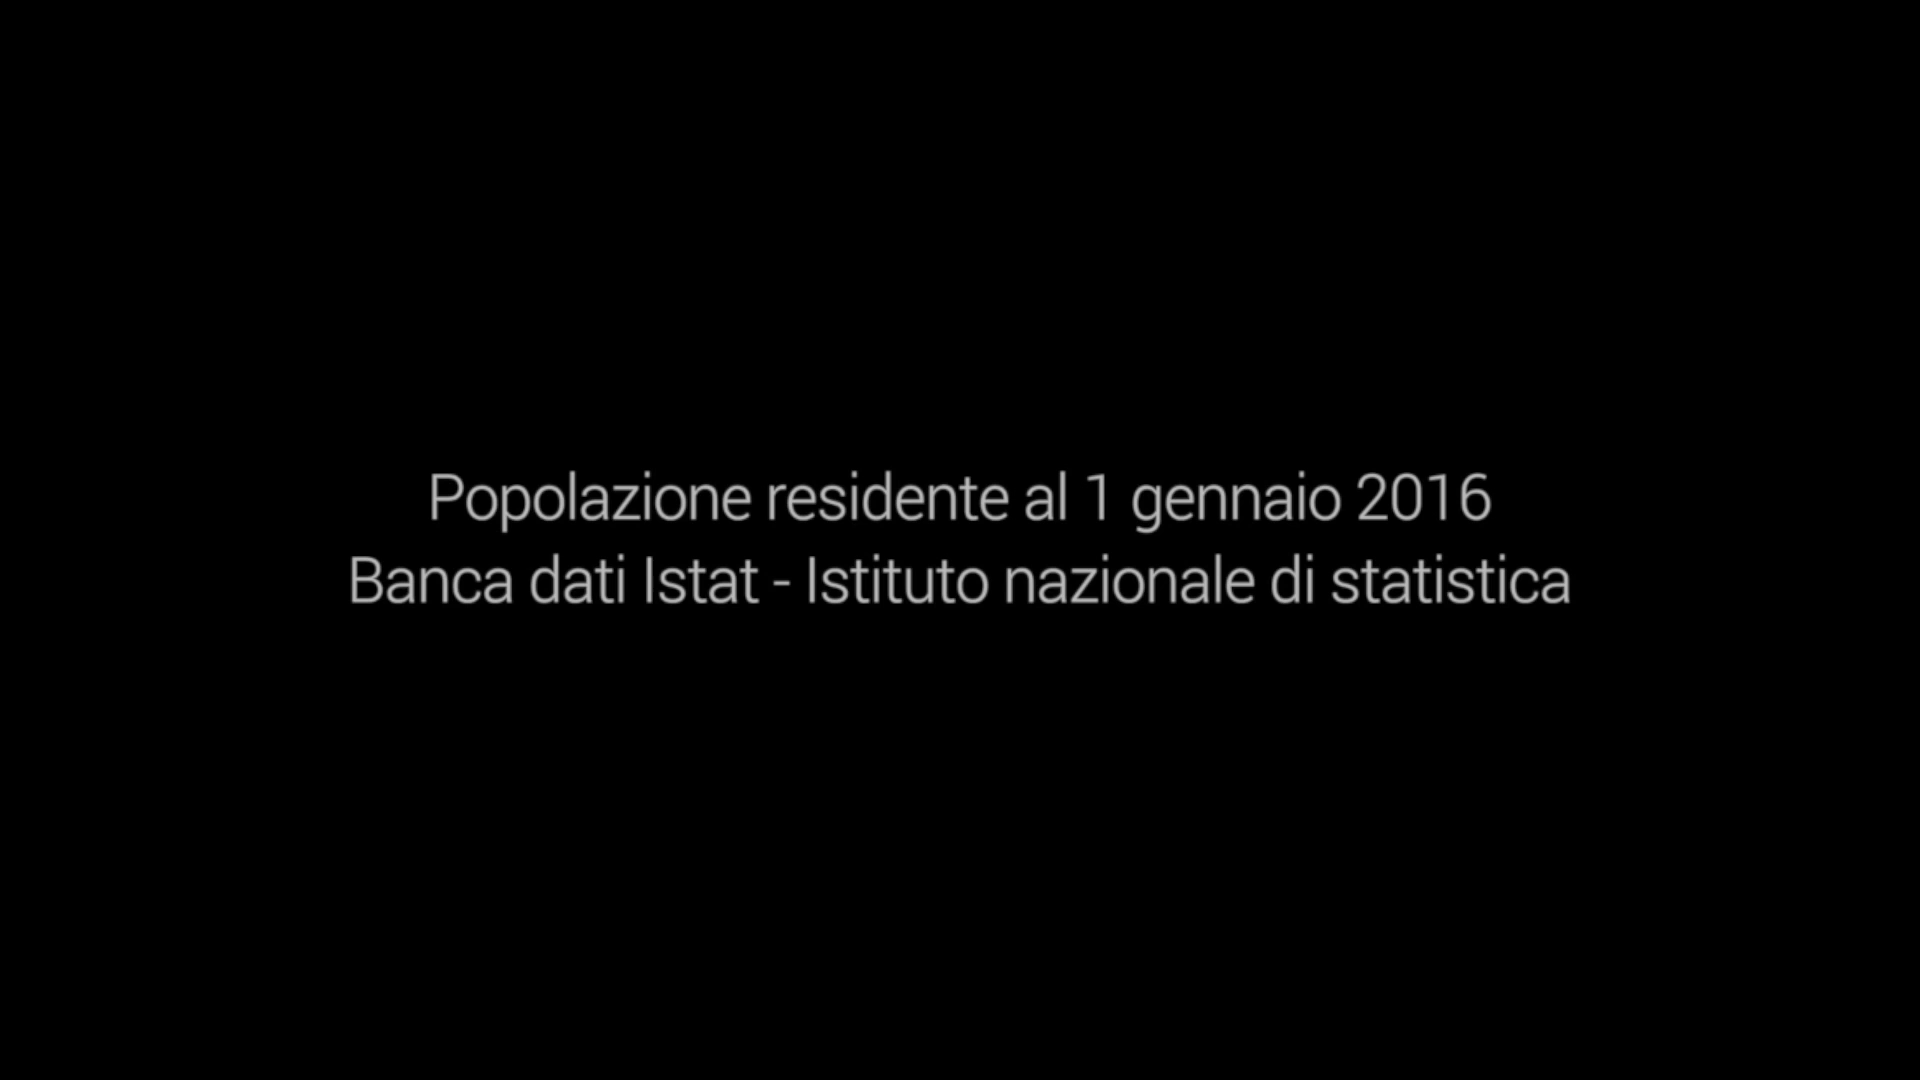 Popolazione residente al 1 gennaio 2016
Banca dati Istat - Istituto nazionale di statistica